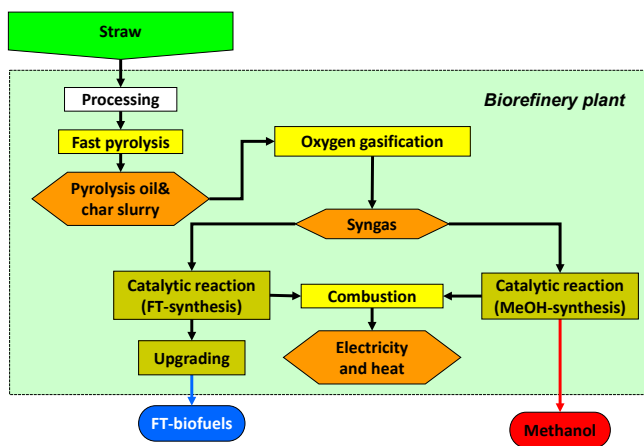 Straw
Biorefinery plant
Processing
Fast pyrolysis
Oxygen gasification
Pyrolysis oil&
char slurry
Syngas
Catalytic reaction
(FT-synthesis)
Combustion
Catalytic reaction
(MeOH-synthesis)
Upgrading
Electricity
and heat
FT-biofuels
Methanol